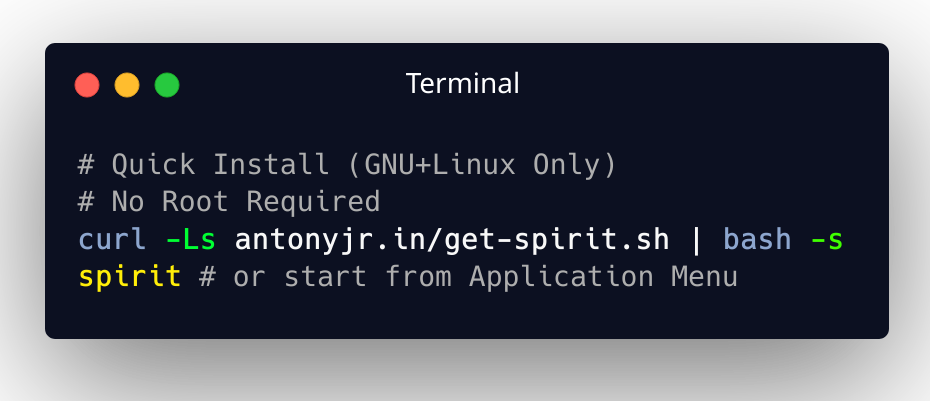 Terminal
# Quick Install (GNU+Linux Only)
# No Root Required
curl -Ls antonyjr.in/get-spirit.sh | bash -s
spirit # or start from Application Menu